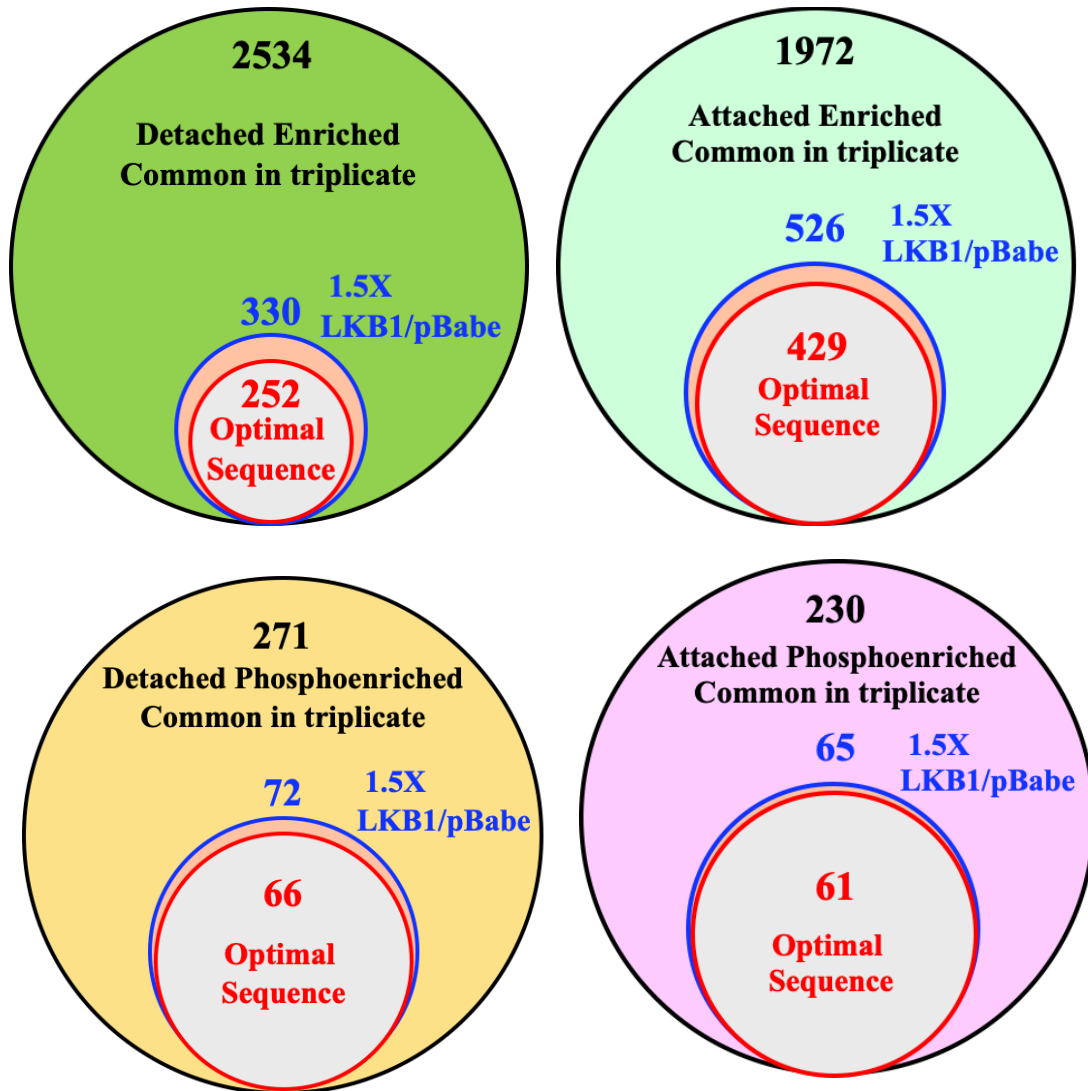 2534
Detached Enriched
Common in triplicate
330
1.5X
LKB1/pBabe
252
Optimal
Sequence
1972
Attached Enriched
Common in triplicate
526
1.5X
LKB1/pBabe
429
Optimal
Sequence
271
Detached Phosphoenriched
Common in triplicate
72
1.5X
LKB1/pBabe
66
Optimal
Sequence
230
Attached Phosphoenriched
Common in triplicate
65
1.5X
LKB1/pBabe
61
Optimal
Sequence